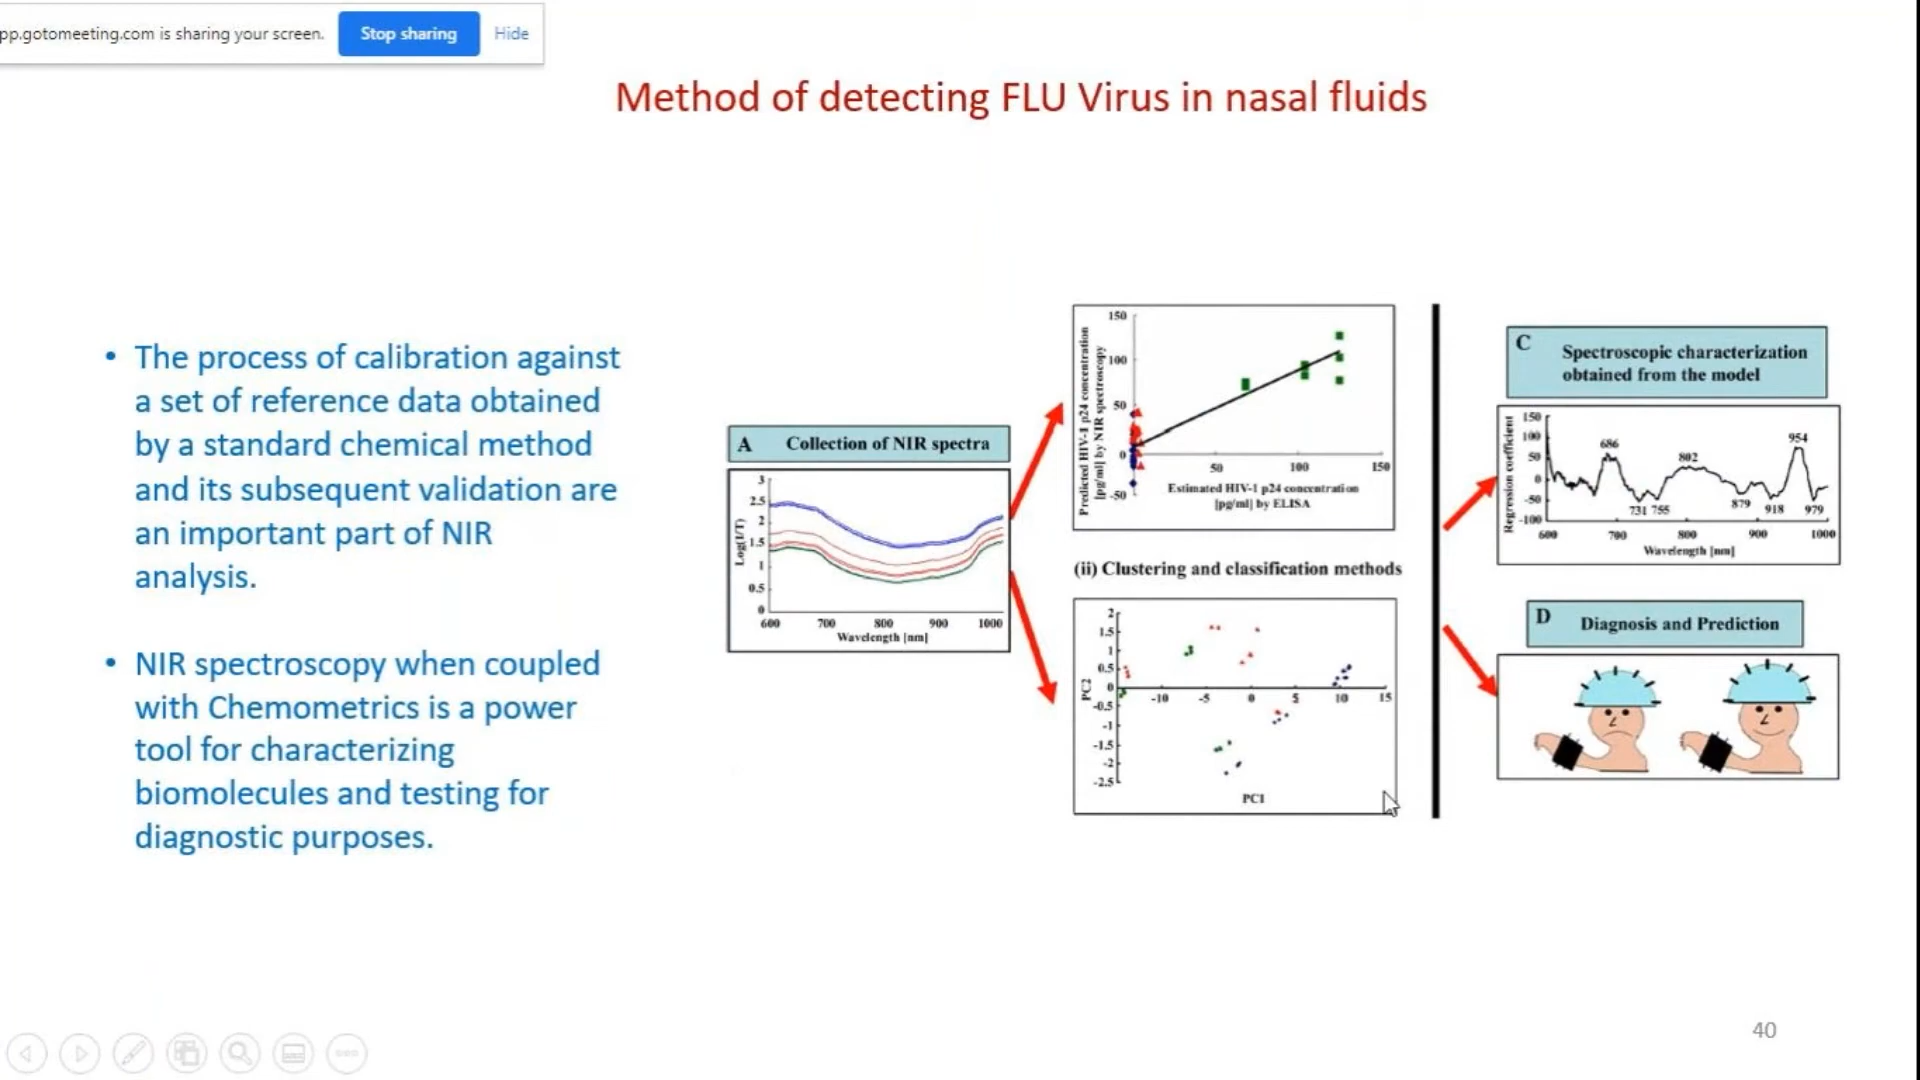 pp.gotomeeting.com is sharing your screen.
Stop sharing
Hide
Method of detecting FLU Virus in nasal fluids
• The process of calibration against
a set of reference data obtained
by a standard chemical method
and its subsequent validation are
an important part of NIR
analysis.
• NIR spectroscopy when coupled
with Chemometrics is a power
tool for characterizing
biomolecules and testing for
diagnostic purposes.
A Collection of NIR spectra
Log(1/T)
3
2.5
2
1.5
1
0.5
0
600 700 800 900 1000
Wavelength [nm]
Predicted HIV-1 p24 concentration
[pg/ml] by NIR spectroscopy
150
100
50
0
-50
50 100 150
Estimated HIV-1 p24 concentration
[pg/ml] by ELISA
(ii) Clustering and classification methods
PC2
2
1.5
1
0.5
0
-0.5
-1
-1.5
-2
-2.5
-10 -5 0 5 10 15
PC1
C Spectroscopic characterization
obtained from the model
Regression coefficient
150
100
50
0
-50
-100
686
802
954
731 755
879
918
979
600 700 800 900 1000
Wavelength [nm]
D Diagnosis and Prediction
40